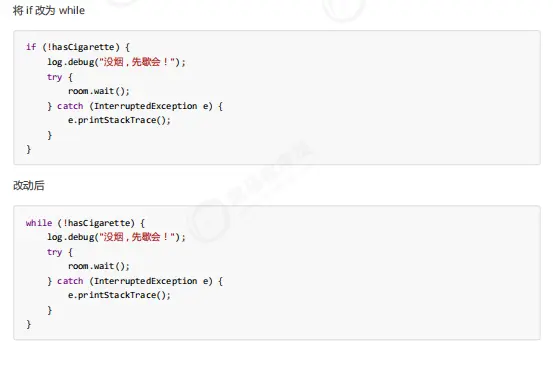 将 if 改为 while
if (!hasCigarette) {
log.debug("没烟，先歇会！");
try {
room.wait();
} catch (InterruptedException e) {
e.printStackTrace();
}
}
改动后
while (!hasCigarette) {
log.debug("没烟，先歇会！");
try {
room.wait();
} catch (InterruptedException e) {
e.printStackTrace();
}
}